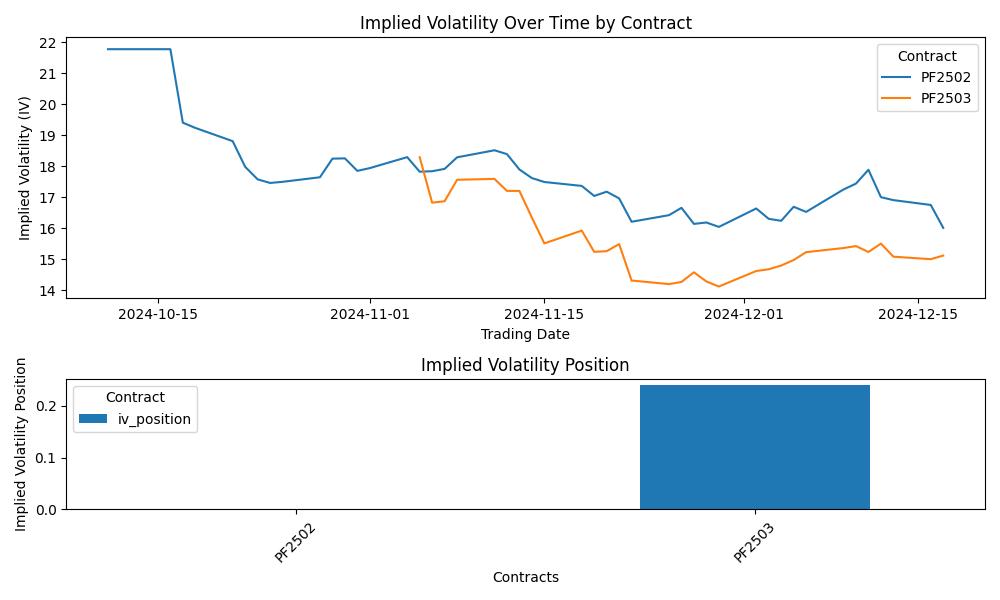 Implied Volatility Over Time by Contract
Implied Volatility (IV)
22
21
20
19
18
17
16
15
14
Contract
PF2502
PF2503
2024-10-15
2024-11-01
2024-11-15
2024-12-01
2024-12-15
Trading Date
Implied Volatility Position
Implied Volatility Position
0.2
0.1
0.0
Contract
iv_position
PF2502
PF2503
Contracts